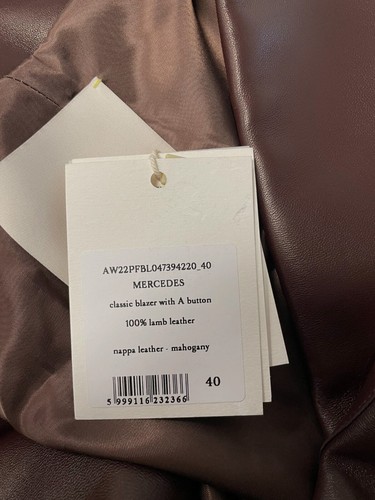 AW22PFBL047394220_40
MERCEDES
classic blazer with A button
100% lamb leather
nappa leather - mahogany
40
5 999116 232366